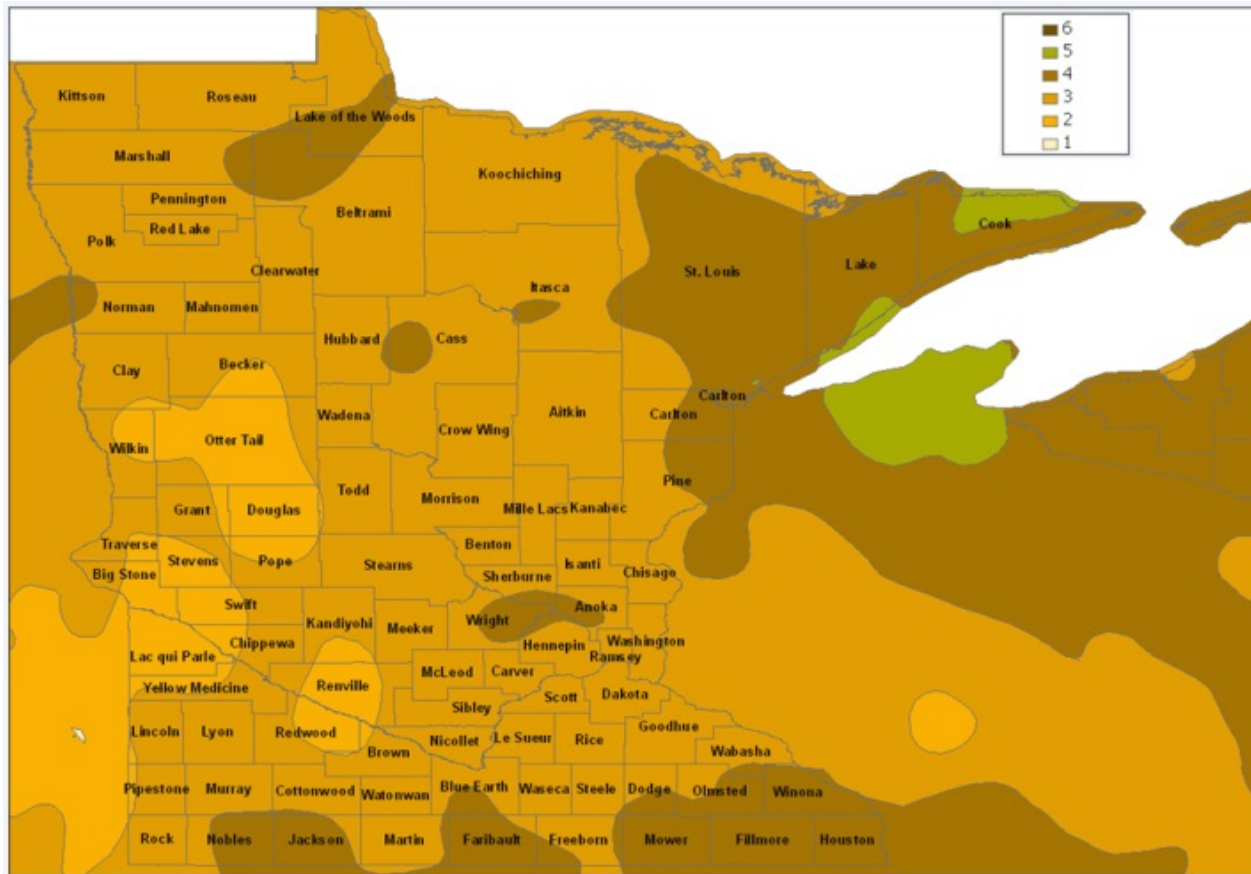 6
5
4
3
2
1
Kittson
Roseau
Lake of the Woods
Marshall
Koochiching
Pennington
Beltrami
Red Lake
Polk
Cook
Clearwater
St. Louis
Lake
Itasca
Norman
Mahnomen
Hubbard
Cass
Becker
Clay
Carlton
Wadena
Aitkin
Carlton
Crow Wing
Otter Tail
Wilkin
Pine
Todd
Morrison
Grant
Douglas
Mille Lacs
Kanabec
Traverse
Benton
Stevens
Pope
Stearns
Isanti
Big Stone
Sherburne
Chisago
Swift
Anoka
Kandiyohi
Meeker
Wright
Chippewa
Hennepin
Washington
Lac qui Parle
Ramsey
McLeod
Carver
Yellow Medicine
Renville
Scott
Dakota
Sibley
Lincoln
Lyon
Redwood
Goodhue
Nicollet
Le Sueur
Rice
Brown
Wabasha
Pipestone
Murray
Cottonwood
Watonwan
Blue Earth
Waseca
Steele
Dodge
Olmsted
Winona
Rock
Nobles
Jackson
Martin
Faribault
Freeborn
Mower
Fillmore
Houston